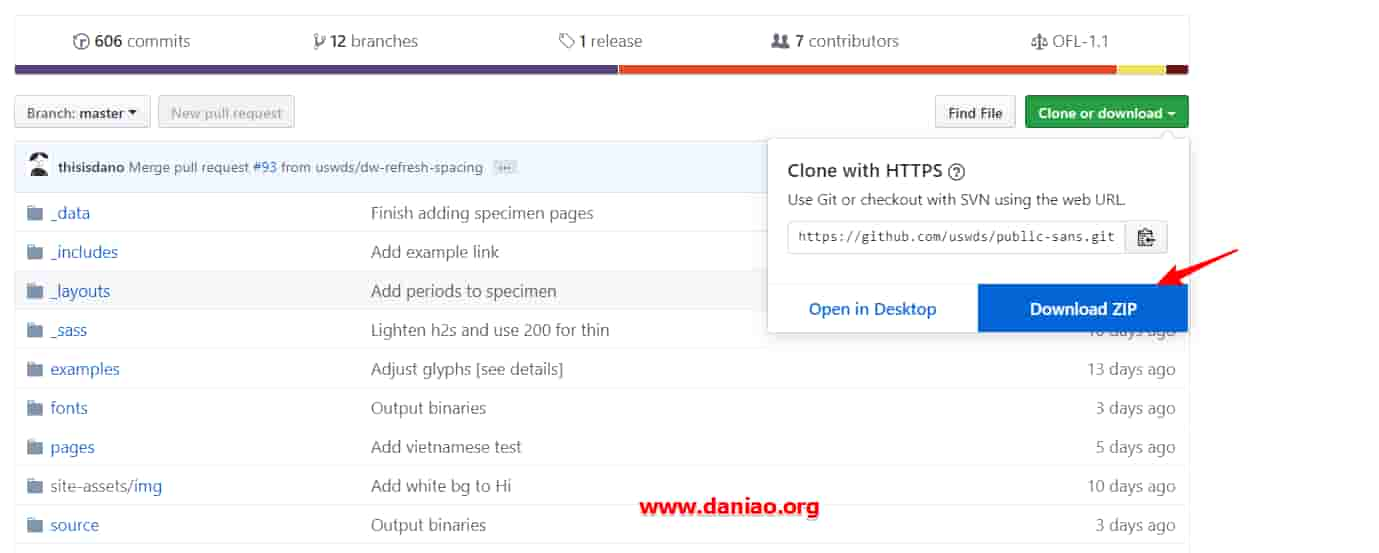 606 commits 12 branches 1 release 7 contributors OFL-1.1
Branch: master New pull request Find File Clone or download
thisisdano Merge pull request #93 from uswds/dw-refresh-spacing
Clone with HTTPS
Use Git or checkout with SVN using the web URL.
https://github.com/uswds/public-sans.git
Open in Desktop Download ZIP
_data Finish adding specimen pages
_includes Add example link
_layouts Add periods to specimen
_sass Lighten h2s and use 200 for thin 10 days ago
examples Adjust glyphs [see details] 13 days ago
fonts Output binaries 3 days ago
pages Add vietnamese test 5 days ago
site-assets/img Add white bg to Hi 10 days ago
www.daniao.org
source Output binaries 3 days ago